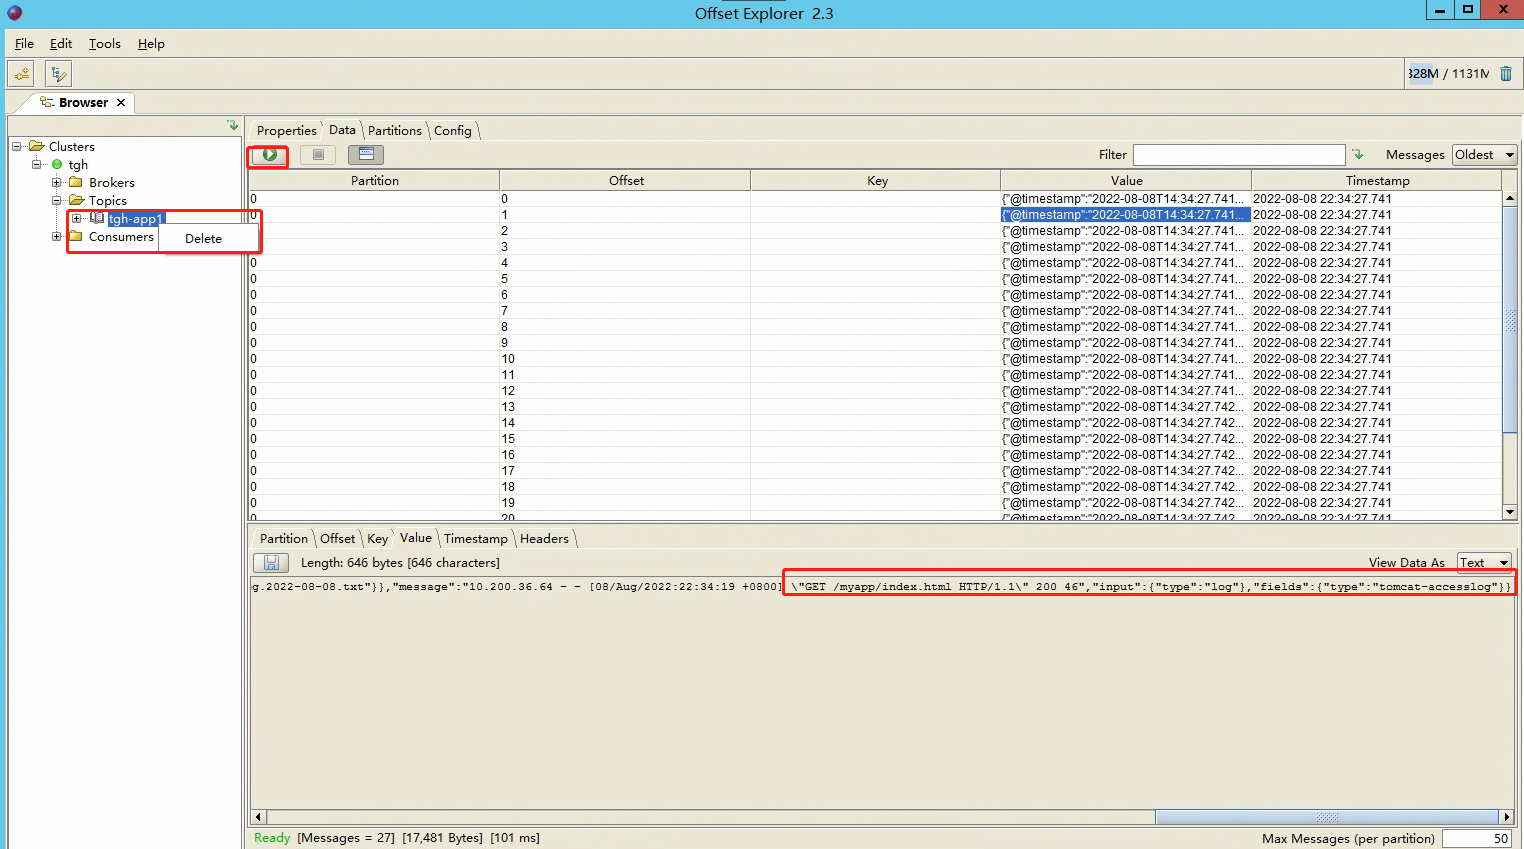 Offset Explorer 2.3
File Edit Tools Help
328M / 1131M
Browser
Clusters
tgh
Brokers
Topics
tgh-app1
Consumers
Delete
Properties Data Partitions Config
Filter Messages Oldest
Partition Offset Key Value Timestamp
0 0 {"@timestamp":"2022-08-08T14:34:27.741... 2022-08-08 22:34:27.741
0 1 {"@timestamp":"2022-08-08T14:34:27.741... 2022-08-08 22:34:27.741
2 {"@timestamp":"2022-08-08T14:34:27.741... 2022-08-08 22:34:27.741
0 3 {"@timestamp":"2022-08-08T14:34:27.741... 2022-08-08 22:34:27.741
0 4 {"@timestamp":"2022-08-08T14:34:27.741... 2022-08-08 22:34:27.741
0 5 {"@timestamp":"2022-08-08T14:34:27.741... 2022-08-08 22:34:27.741
0 6 {"@timestamp":"2022-08-08T14:34:27.741... 2022-08-08 22:34:27.741
0 7 {"@timestamp":"2022-08-08T14:34:27.741... 2022-08-08 22:34:27.741
0 8 {"@timestamp":"2022-08-08T14:34:27.741... 2022-08-08 22:34:27.741
0 9 {"@timestamp":"2022-08-08T14:34:27.741... 2022-08-08 22:34:27.741
0 10 {"@timestamp":"2022-08-08T14:34:27.741... 2022-08-08 22:34:27.741
0 11 {"@timestamp":"2022-08-08T14:34:27.741... 2022-08-08 22:34:27.741
0 12 {"@timestamp":"2022-08-08T14:34:27.741... 2022-08-08 22:34:27.741
0 13 {"@timestamp":"2022-08-08T14:34:27.742... 2022-08-08 22:34:27.741
0 14 {"@timestamp":"2022-08-08T14:34:27.742... 2022-08-08 22:34:27.741
0 15 {"@timestamp":"2022-08-08T14:34:27.742... 2022-08-08 22:34:27.741
0 16 {"@timestamp":"2022-08-08T14:34:27.742... 2022-08-08 22:34:27.741
0 17 {"@timestamp":"2022-08-08T14:34:27.742... 2022-08-08 22:34:27.741
0 18 {"@timestamp":"2022-08-08T14:34:27.742... 2022-08-08 22:34:27.741
0 19 {"@timestamp":"2022-08-08T14:34:27.742... 2022-08-08 22:34:27.741
0 20 {"@timestamp":"2022-08-08T14:34:27.742... 2022-08-08 22:34:27.741
Partition Offset Key Value Timestamp Headers
Length: 646 bytes [646 characters] View Data As Text
g.2022-08-08.txt"}},"message":"10.200.36.64 - - [08/Aug/2022:22:34:19 +0800] \"GET /myapp/index.html HTTP/1.1\" 200 46","input":{"type":"log"},"fields":{"type":"tomcat-accesslog"}}
Ready [Messages = 27] [17,481 Bytes] [101 ms] Max Messages (per partition) 50